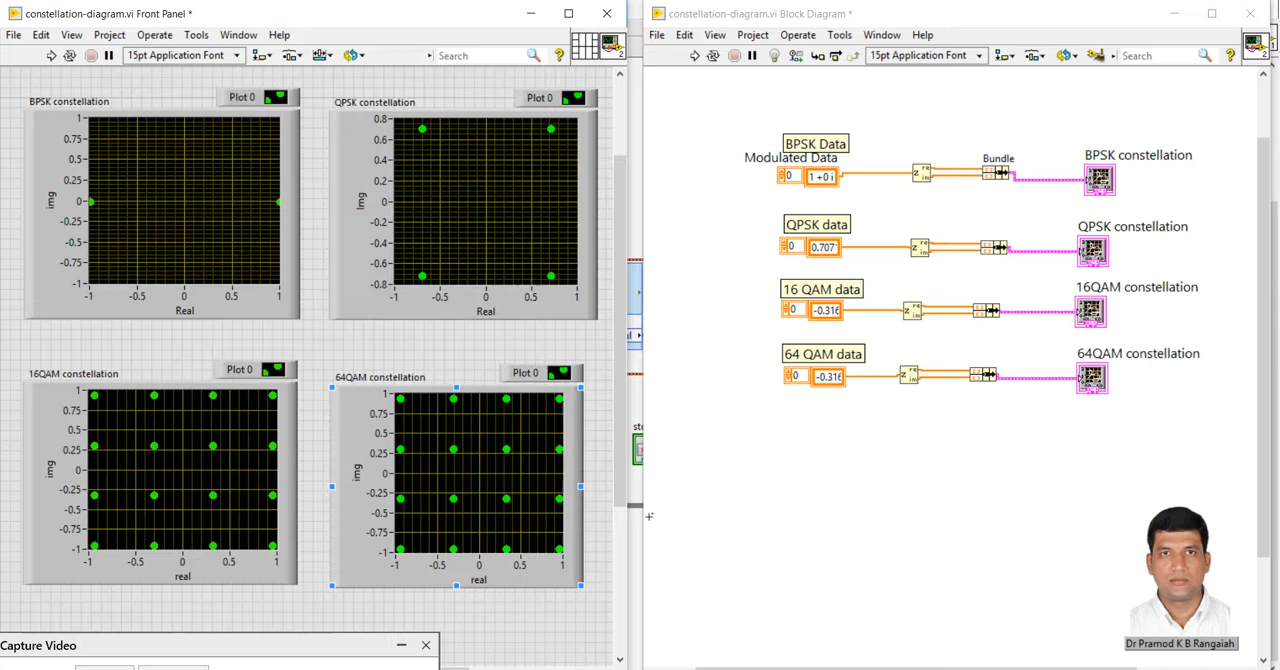 constellation-diagram.vi Front Panel *
File Edit View Project Operate Tools Window Help
15pt Application Font
Search
BPSK constellation
Plot 0
1
0.75
0.5
0.25
0
-0.25
-0.5
-0.75
-1
img
-1 -0.5 0 0.5 1
Real
QPSK constellation
Plot 0
0.8
0.6
0.4
0.2
0
-0.2
-0.4
-0.6
-0.8
Img
-1 -0.5 0 0.5 1
Real
16QAM constellation
Plot 0
1
0.75
0.5
0.25
0
-0.25
-0.5
-0.75
-1
img
-1 -0.5 0 0.5 1
real
64QAM constellation
Plot 0
1
0.75
0.5
0.25
0
-0.25
-0.5
-0.75
-1
img
-1 -0.5 0 0.5 1
real
Capture Video
constellation-diagram.vi Block Diagram *
File Edit View Project Operate Tools Window Help
15pt Application Font
Search
BPSK Data
Modulated Data
0 1 +0 i
re
im
Bundle
BPSK constellation
QPSK data
0 0.707
re
im
QPSK constellation
16 QAM data
0 -0.316
re
im
16QAM constellation
64 QAM data
0 -0.316
re
im
64QAM constellation
Dr Pramod K B Rangaiah